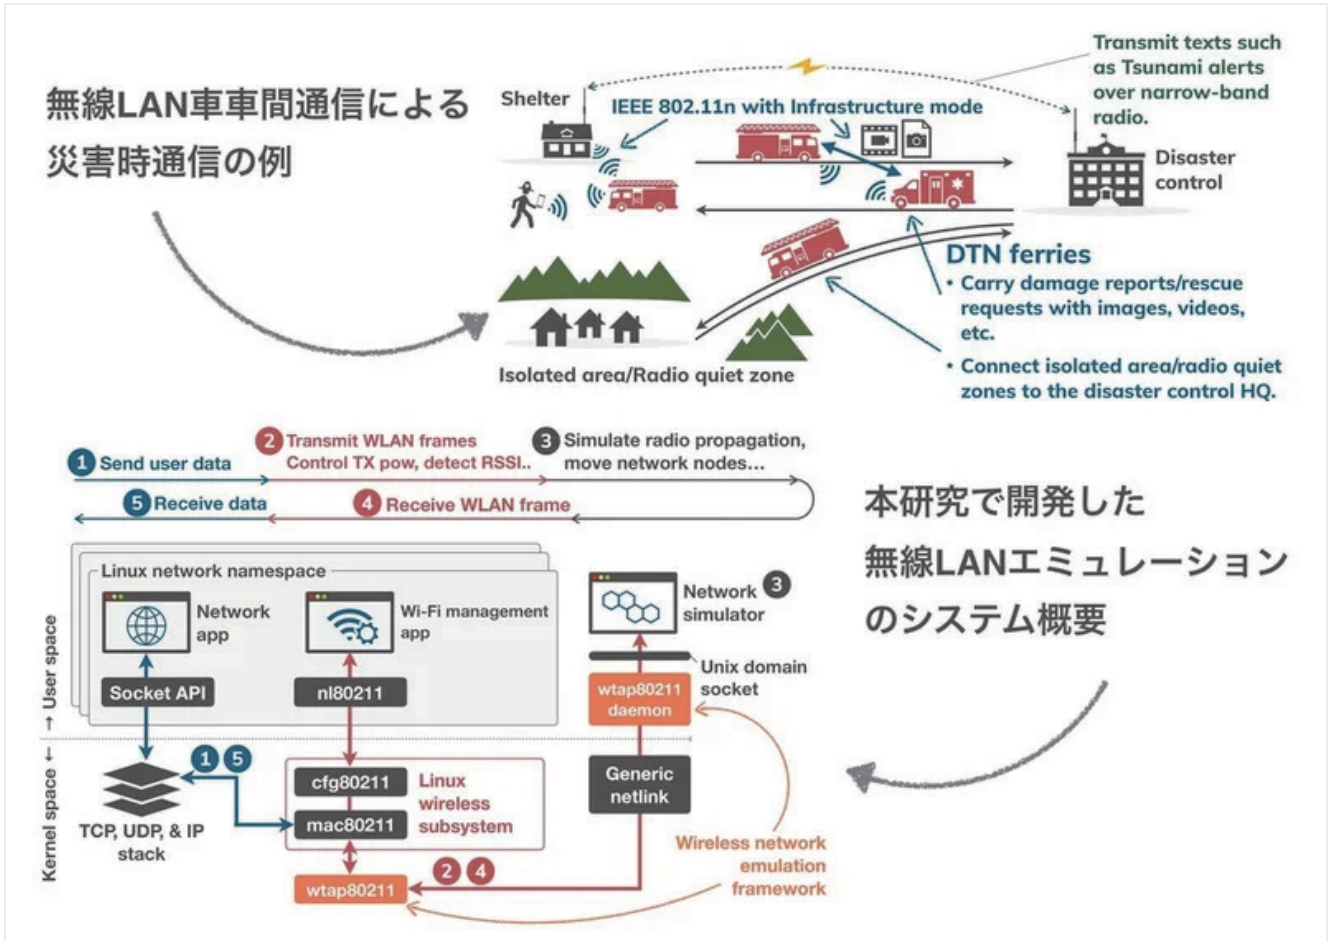 無線LAN車車間通信による
災害時通信の例
Transmit texts such
as Tsunami alerts
over narrow-band
radio.
Shelter
IEEE 802.11n with Infrastructure mode
Disaster
control
DTN ferries
• Carry damage reports/rescue
requests with images, videos,
etc.
• Connect isolated area/radio quiet
zones to the disaster control HQ.
Isolated area/Radio quiet zone
1 Send user data
2 Transmit WLAN frames
Control TX pow, detect RSSI..
3 Simulate radio propagation,
move network nodes...
5 Receive data
4 Receive WLAN frame
本研究で開発した
無線LANエミュレーション
のシステム概要
Linux network namespace
Network
app
Wi-Fi management
app
Network 3
simulator
Socket API
nl80211
Unix domain
socket
wtap80211
daemon
Kernel space ← → User space
1 5
TCP, UDP, & IP
stack
cfg80211
mac80211
Linux
wireless
subsystem
Generic
netlink
wtap80211
2 4
Wireless network
emulation
framework